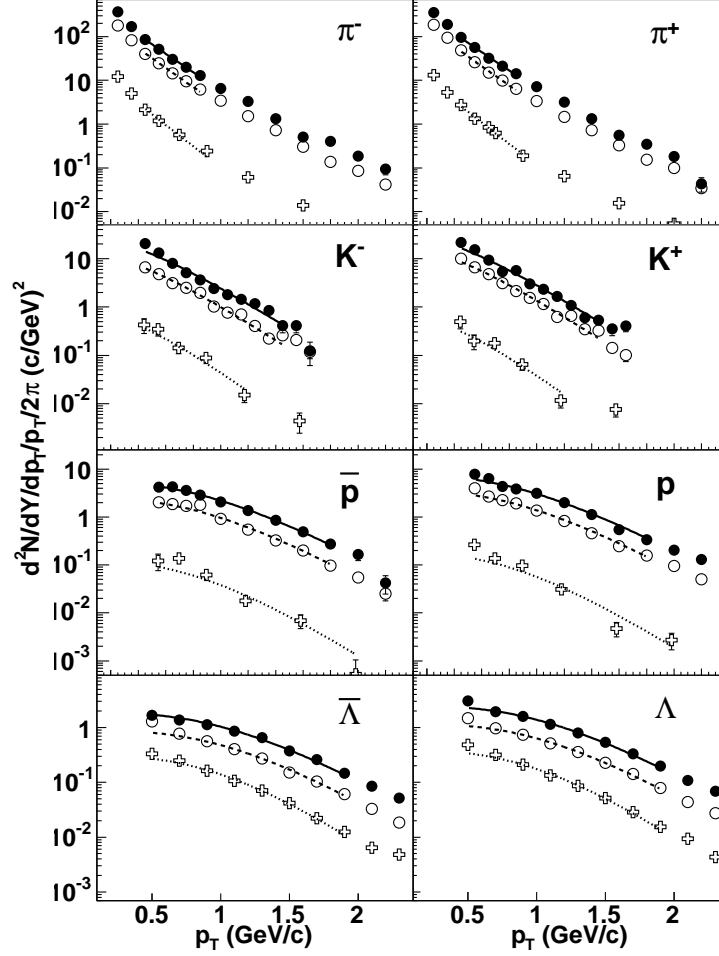 π⁻ π⁺
10²
10
1
10⁻¹
10⁻²
K⁻ K⁺
10
1
10⁻¹
10⁻²
p̅ p
10
1
10⁻¹
10⁻²
10⁻³
Λ̅ Λ
1
10⁻¹
10⁻²
10⁻³
d²N/dY/dp_T/p_T/2π (c/GeV)²
0.5 1 1.5 2 0.5 1 1.5 2
p_T (GeV/c) p_T (GeV/c)